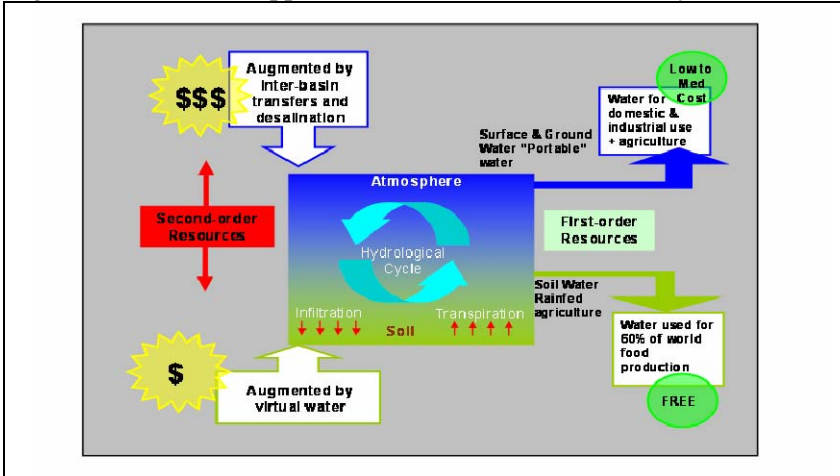 $$$
Augmented by
inter-basin
transfers and
desalination
Low to
Med
Cost
Water for
domestic &
industrial use
+ agriculture
Surface & Ground
Water "Portable"
water
Atmosphere
Second-order
Resources
Hydrological
Cycle
First-order
Resources
Infiltration
Transpiration
Soil
Soil Water
Rainfed
agriculture
Water used for
60% of world
food
production
FREE
$
Augmented by
virtual water